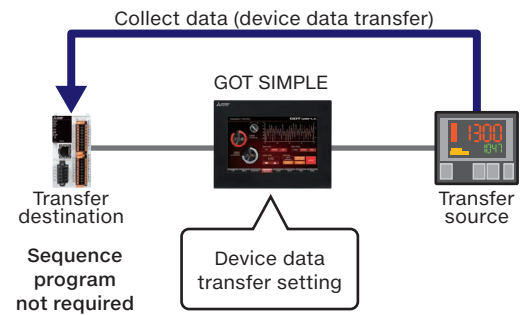 Collect data (device data transfer)
GOT SIMPLE
1300
1047
Transfer
destination
Transfer
source
Sequence
program
not required
Device data
transfer setting